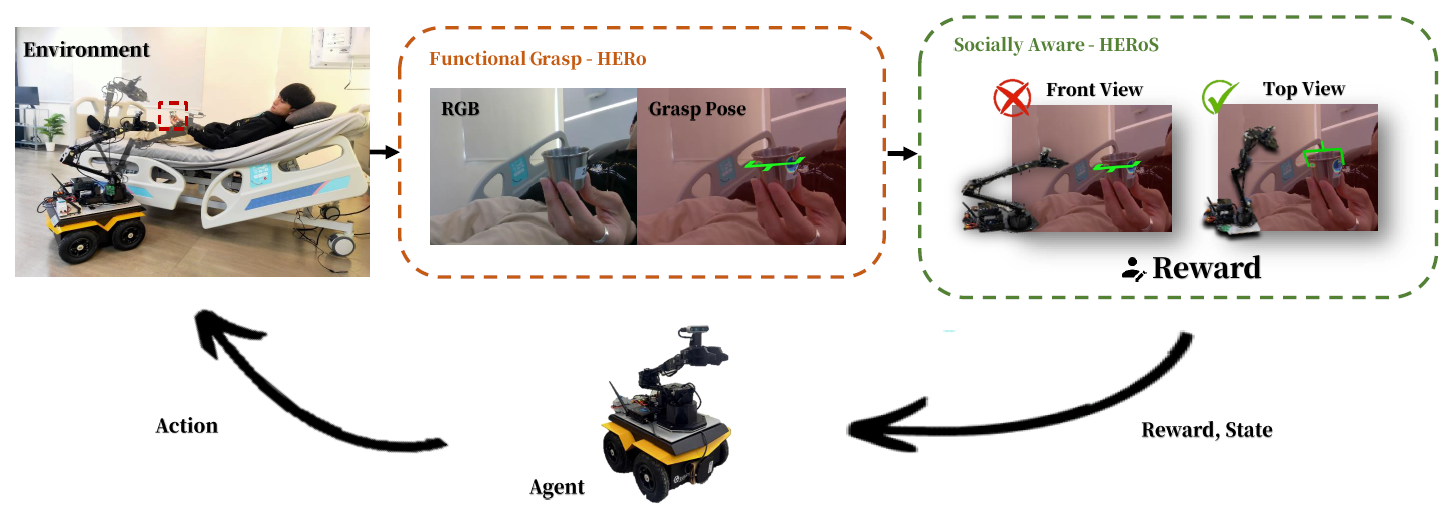 Environment
Functional Grasp - HERo
RGB
Grasp Pose
Socially Aware - HERoS
Front View
Top View
Reward
Action
Agent
Reward, State